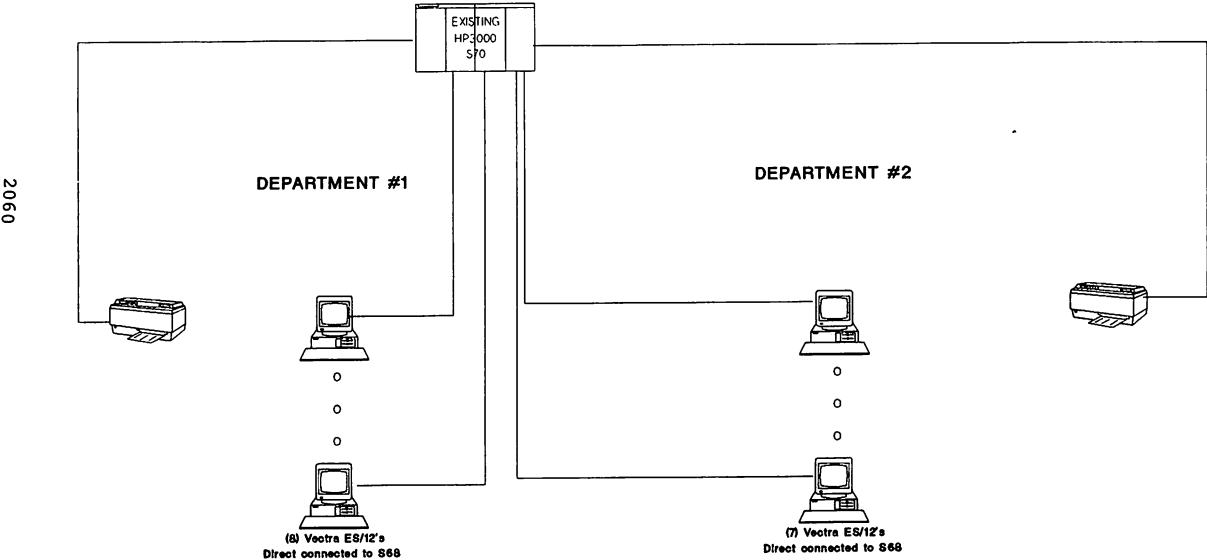 EXISTING
HP3000
S70
DEPARTMENT #1
DEPARTMENT #2
2060
(8) Vectra ES/12's
Direct connected to S68
(7) Vectra ES/12's
Direct connected to S68